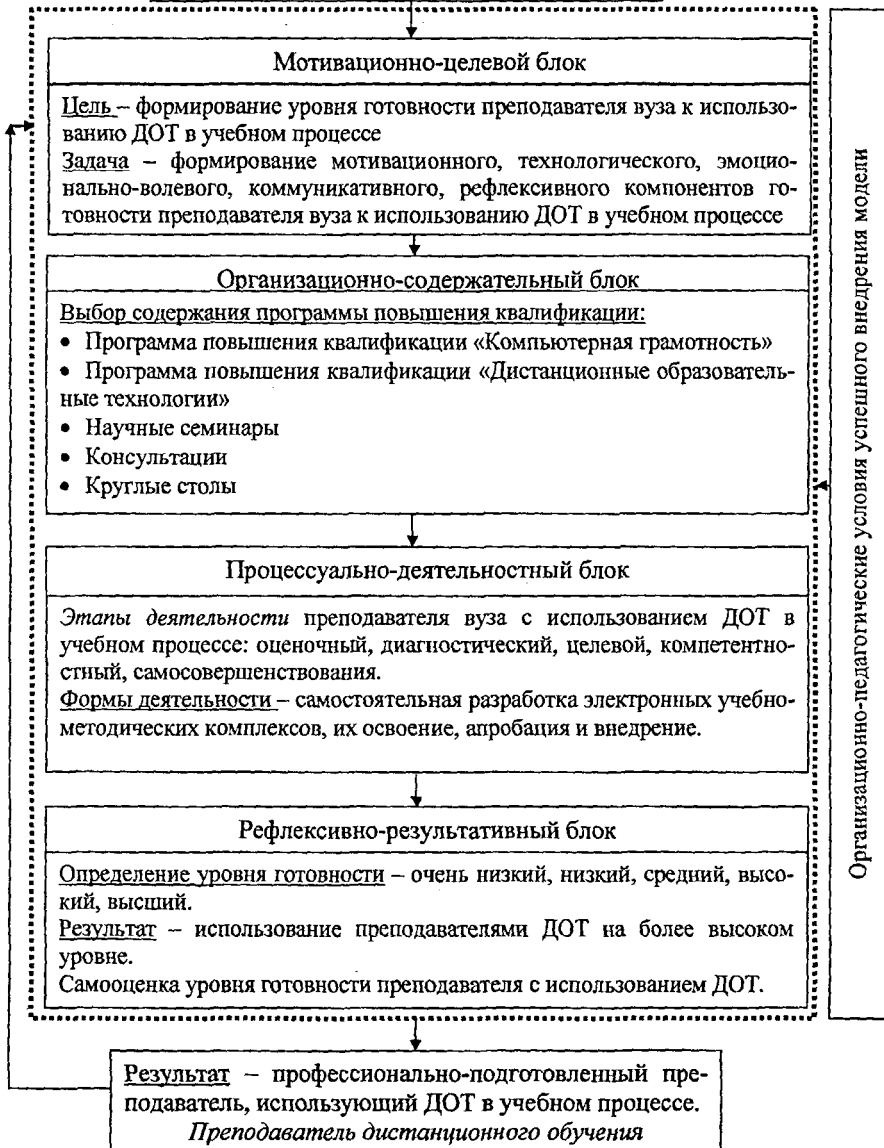 Мотивационно-целевой блок
Цель – формирование уровня готовности преподавателя вуза к использо-
ванию ДОТ в учебном процессе
Задача – формирование мотивационного, технологического, эмоцио-
нально-волевого, коммуникативного, рефлексивного компонентов го-
товности преподавателя вуза к использованию ДОТ в учебном процессе
Организационно-содержательный блок
Выбор содержания программы повышения квалификации:
• Программа повышения квалификации «Компьютерная грамотность»
• Программа повышения квалификации «Дистанционные образователь-
ные технологии»
• Научные семинары
• Консультации
• Круглые столы
Процессуально-деятельностный блок
Этапы деятельности преподавателя вуза с использованием ДОТ в
учебном процессе: оценочный, диагностический, целевой, компетентно-
стный, самосовершенствования.
Формы деятельности – самостоятельная разработка электронных учебно-
методических комплексов, их освоение, апробация и внедрение.
Рефлексивно-результативный блок
Определение уровня готовности – очень низкий, низкий, средний, высо-
кий, высший.
Результат – использование преподавателями ДОТ на более высоком
уровне.
Самооценка уровня готовности преподавателя с использованием ДОТ.
Результат – профессионально-подготовленный пре-
подаватель, использующий ДОТ в учебном процессе.
Преподаватель дистанционного обучения
Организационно-педагогические условия успешного внедрения модели